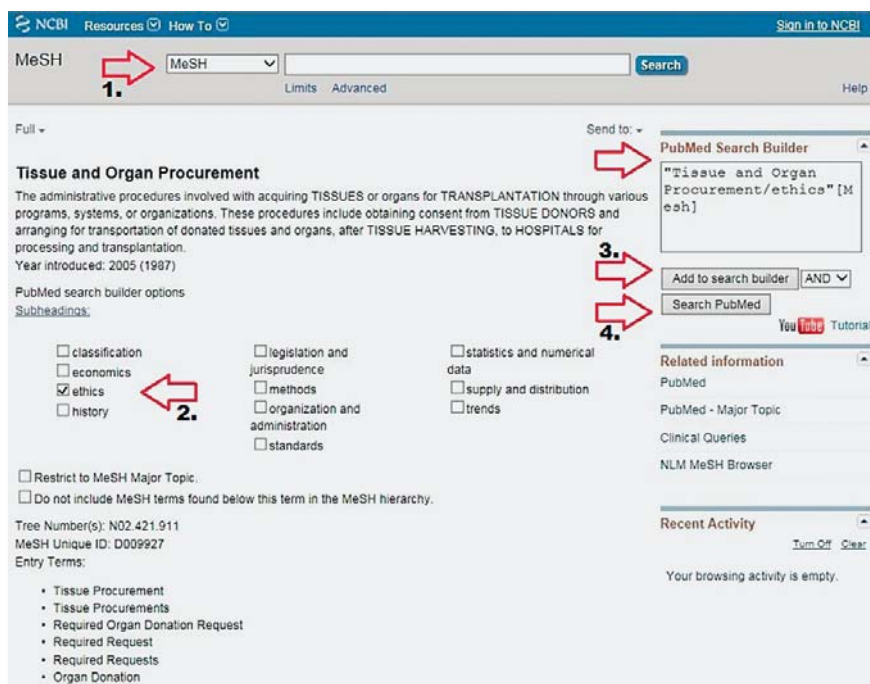 NCBI Resources How To Sign in to NCBI
MeSH MeSH Search
1.
Limits Advanced Help
Full Send to:
Tissue and Organ Procurement
The administrative procedures involved with acquiring TISSUES or organs for TRANSPLANTATION through various
programs, systems, or organizations. These procedures include obtaining consent from TISSUE DONORS and
arranging for transportation of donated tissues and organs, after TISSUE HARVESTING, to HOSPITALS for
processing and transplantation.
Year introduced: 2005 (1987)
PubMed search builder options
Subheadings:
classification
economics
ethics
2.
history
legislation and
jurisprudence
methods
organization and
administration
standards
statistics and numerical
data
supply and distribution
trends
Restrict to MeSH Major Topic.
Do not include MeSH terms found below this term in the MeSH hierarchy.
Tree Number(s): N02.421.911
MeSH Unique ID: D009927
Entry Terms:
• Tissue Procurement
• Tissue Procurements
• Required Organ Donation Request
• Required Request
• Required Requests
• Organ Donation
PubMed Search Builder
"Tissue and Organ
Procurement/ethics"[M
esh]
3.
Add to search builder AND
Search PubMed
4.
You Tube Tutorial
Related information
PubMed
PubMed - Major Topic
Clinical Queries
NLM MeSH Browser
Recent Activity
Turn Off Clear
Your browsing activity is empty.